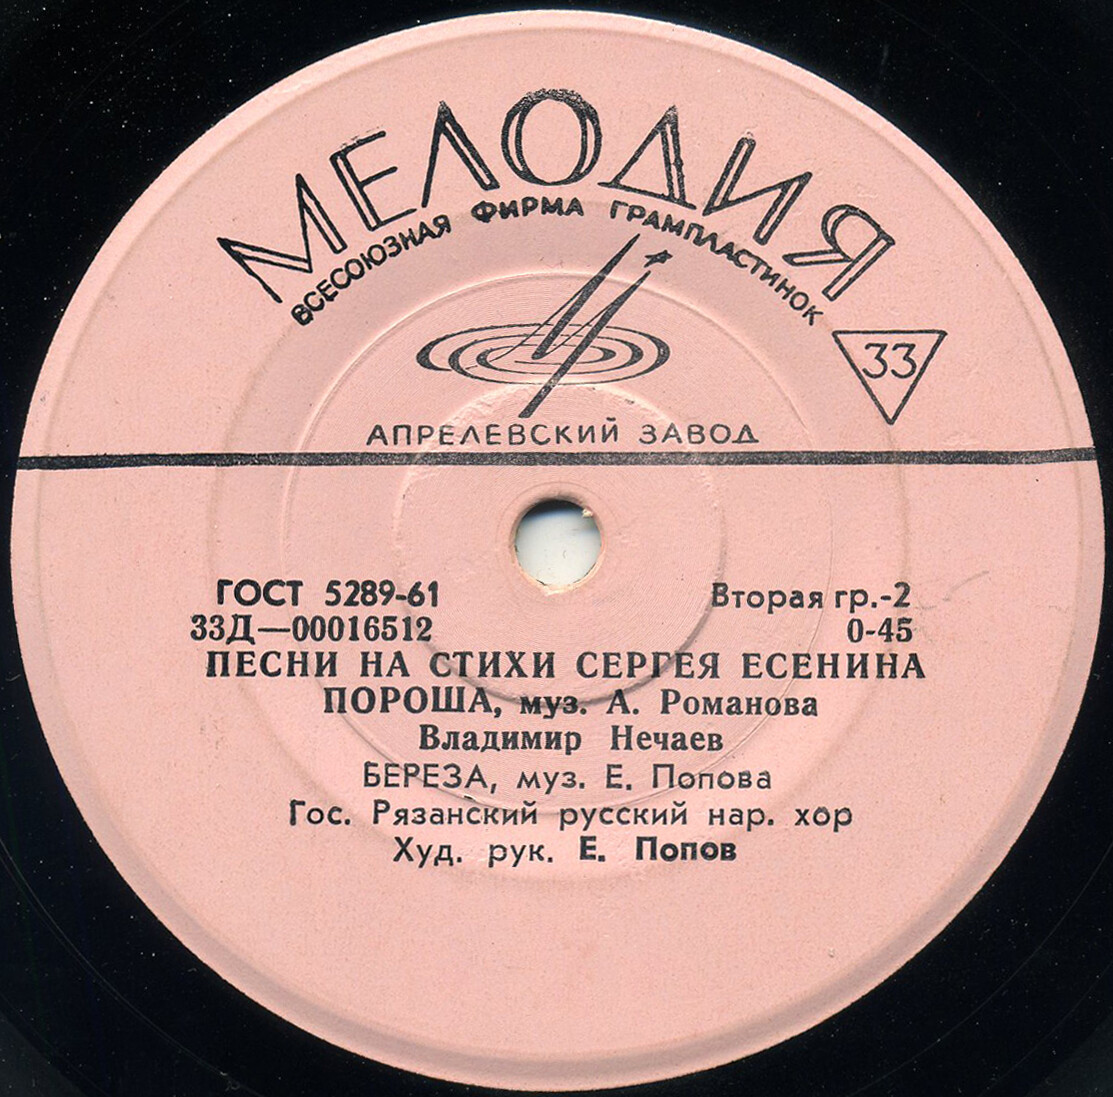 МЕЛОДИЯ
ВСЕСОЮЗНАЯ ФИРМА ГРАМПЛАСТИНОК
33
АПРЕЛЕВСКИЙ ЗАВОД
ГОСТ 5289-61 Вторая гр.-2
33Д—00016512 0-45
ПЕСНИ НА СТИХИ СЕРГЕЯ ЕСЕНИНА
ПОРОША, муз. А. Романова
Владимир Нечаев
БЕРЕЗА, муз. Е. Попова
Гос. Рязанский русский нар. хор
Худ. рук. Е. Попов